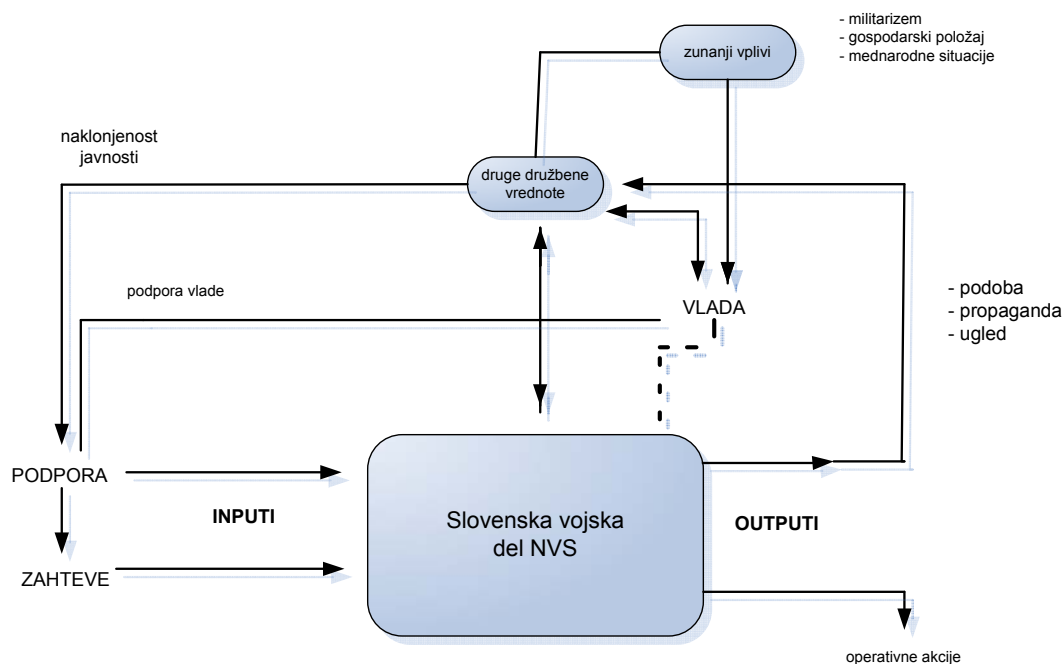 - militarizem
- gospodarski položaj
- mednarodne situacije
zunanji vplivi
naklonjenost
javnosti
druge družbene
vrednote
podpora vlade
VLADA
- podoba
- propaganda
- ugled
PODPORA
INPUTI
Slovenska vojska
del NVS
OUTPUTI
ZAHTEVE
operativne akcije